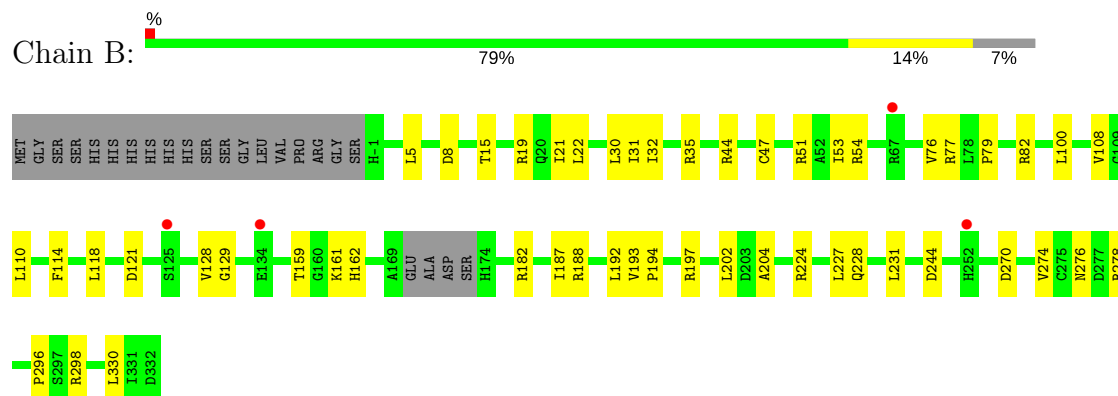 %
Chain B:
79% 14% 7%
MET GLY SER SER HIS HIS HIS HIS HIS HIS SER SER GLY LEU VAL PRO ARG GLY SER H-1 L5 D8 T15 R19 Q20 I21 L22 L30 I31 I32 R35 R44 C47 R51 A52 I53 R54 R67 V76 R77 L78 P79 R82 L100 V108 G109
L110 F114 L118 D121 S125 V128 G129 E134 T159 G160 K161 H162 A169 GLU ALA ASP SER H174 R182 I187 R188 L192 V193 P194 R197 L202 D203 A204 R224 L227 Q228 L231 D244 H252 D270 V274 C275 N276 D277
P296 S297 R298 L330 I331 D332